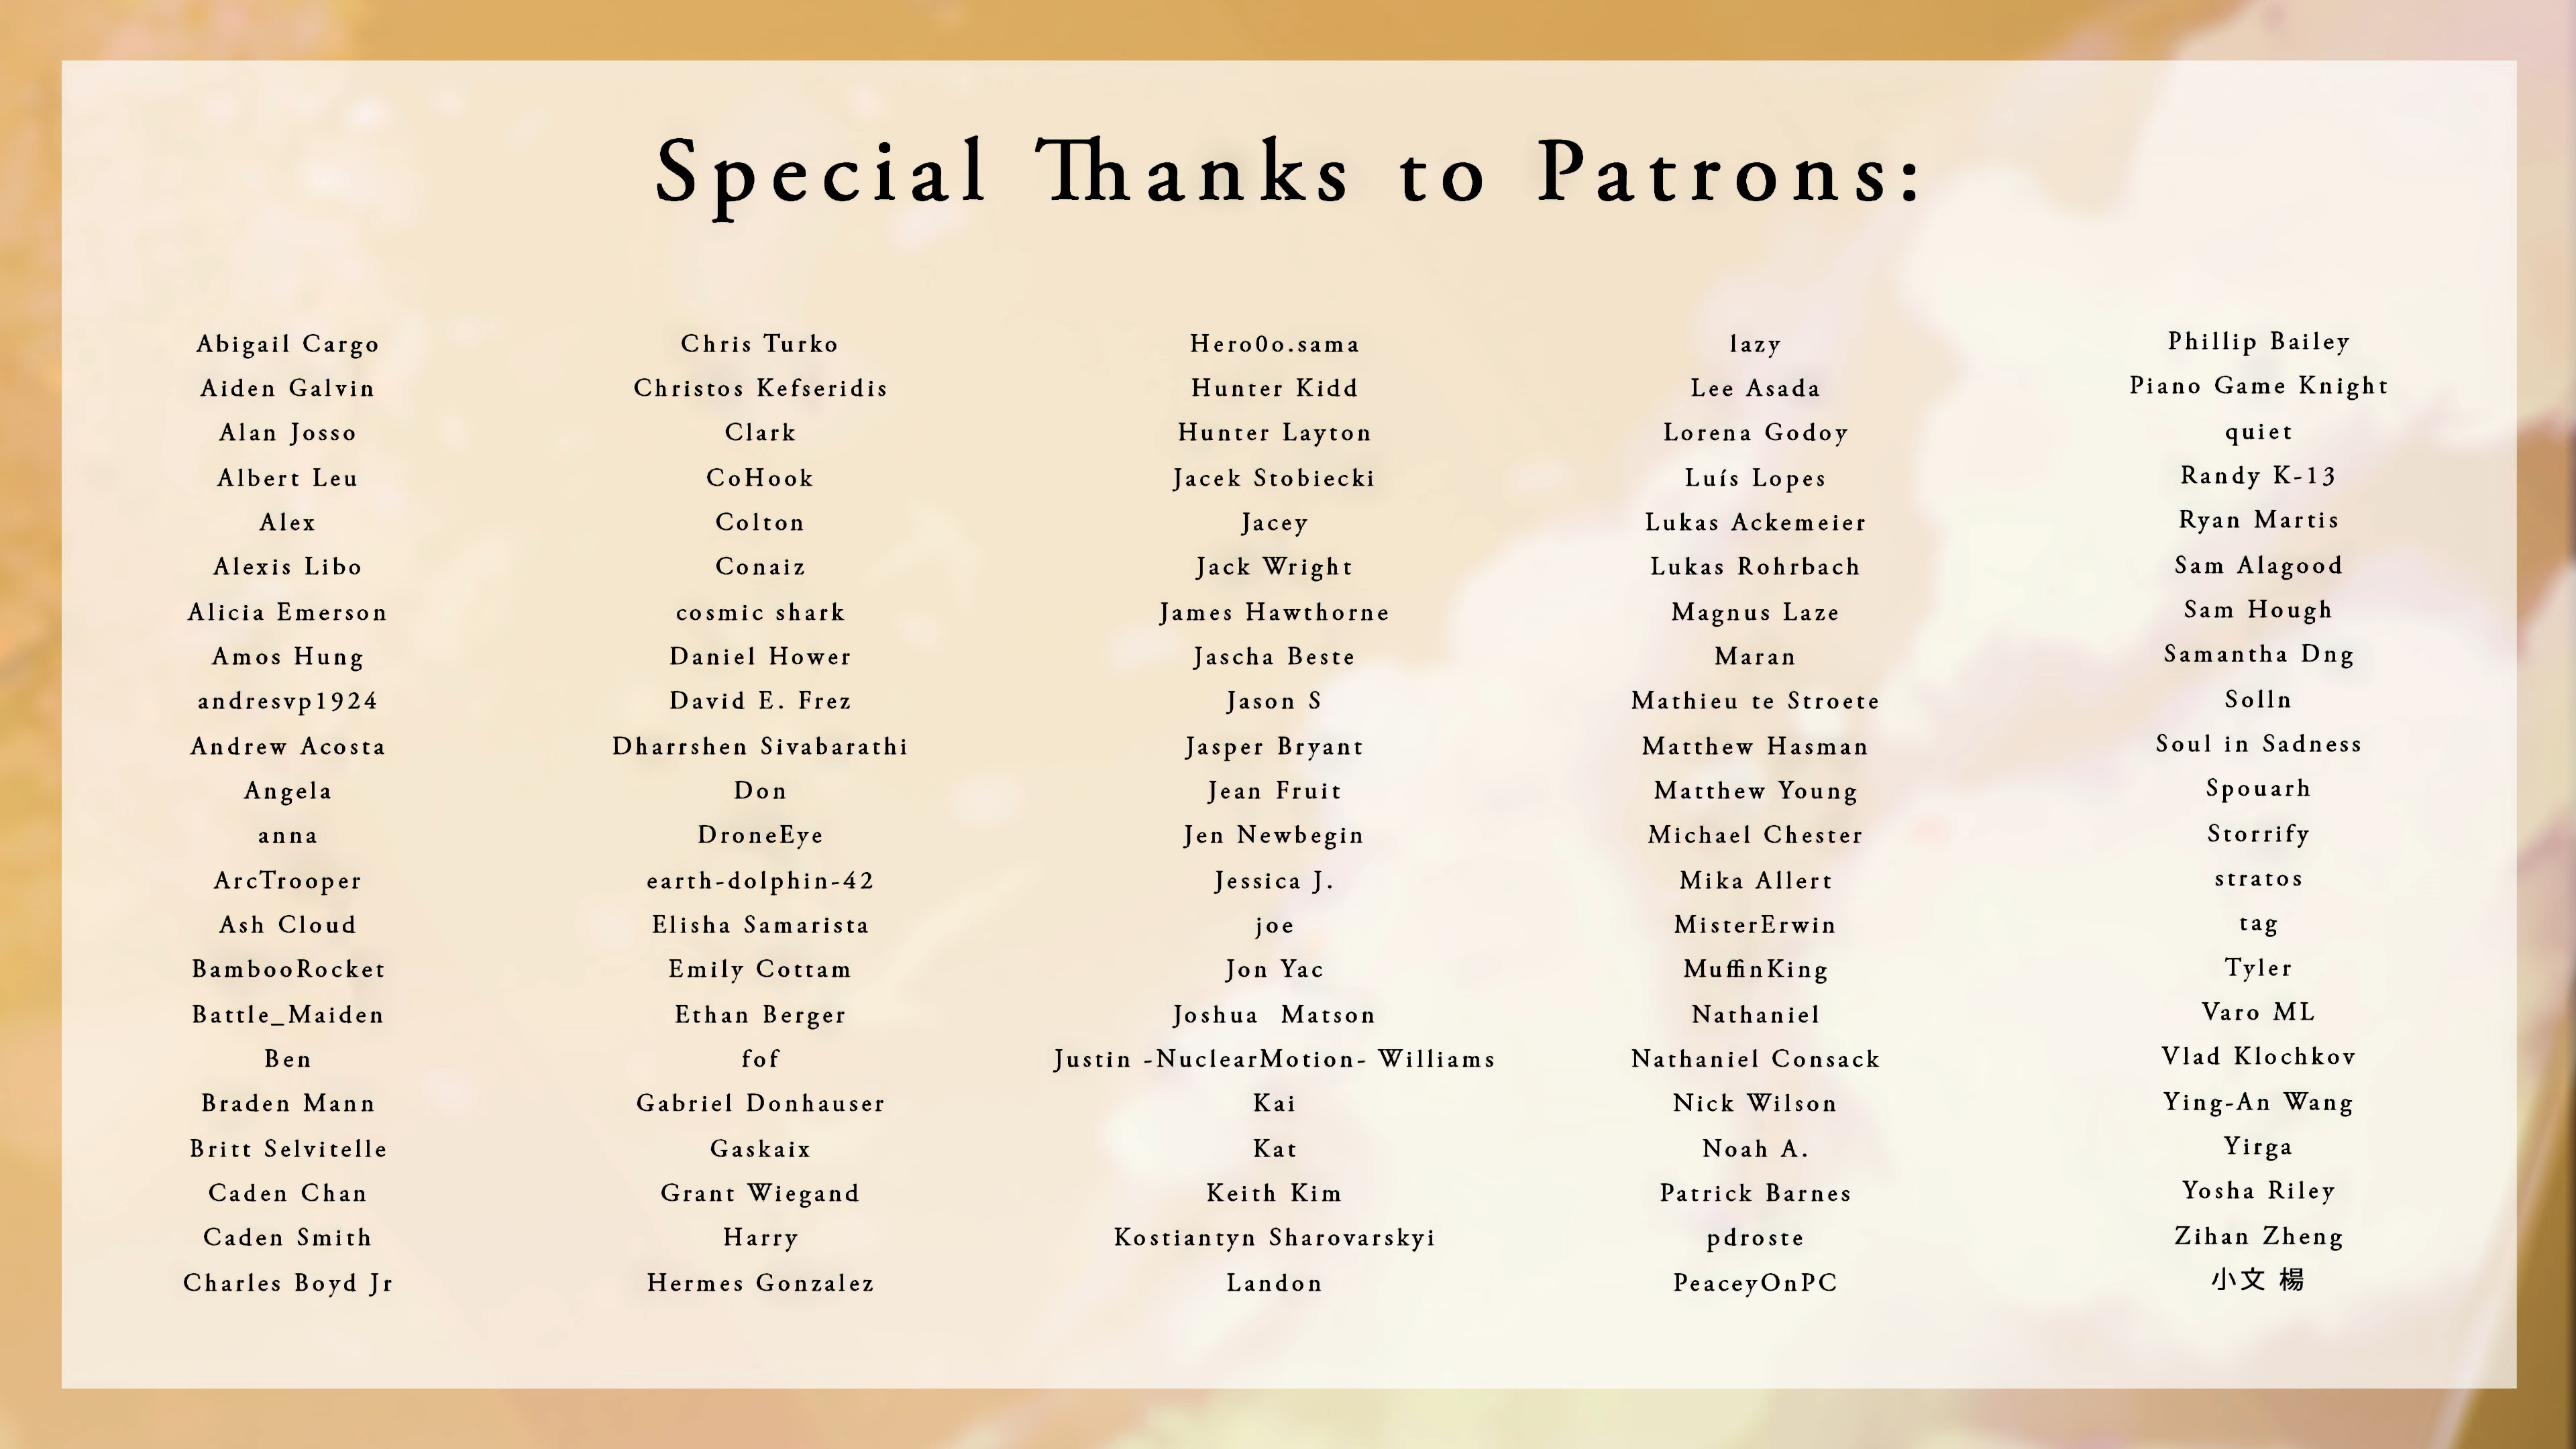 Special Thanks to Patrons:
Abigail Cargo
Aiden Galvin
Alan Josso
Albert Leu
Alex
Alexis Libo
Alicia Emerson
Amos Hung
andresvp1924
Andrew Acosta
Angela
anna
ArcTrooper
Ash Cloud
BambooRocket
Battle_Maiden
Ben
Braden Mann
Britt Selvitelle
Caden Chan
Caden Smith
Charles Boyd Jr
Chris Turko
Christos Kefseridis
Clark
CoHook
Colton
Conaiz
cosmic shark
Daniel Hower
David E. Frez
Dharrshen Sivabarathi
Don
DroneEye
earth-dolphin-42
Elisha Samarista
Emily Cottam
Ethan Berger
fof
Gabriel Donhauser
Gaskaix
Grant Wiegand
Harry
Hermes Gonzalez
Hero0o.sama
Hunter Kidd
Hunter Layton
Jacek Stobiecki
Jacey
Jack Wright
James Hawthorne
Jascha Beste
Jason S
Jasper Bryant
Jean Fruit
Jen Newbegin
Jessica J.
joe
Jon Yac
Joshua  Matson
Justin -NuclearMotion- Williams
Kai
Kat
Keith Kim
Kostiantyn Sharovarskyi
Landon
lazy
Lee Asada
Lorena Godoy
Luís Lopes
Lukas Ackemeier
Lukas Rohrbach
Magnus Laze
Maran
Mathieu te Stroete
Matthew Hasman
Matthew Young
Michael Chester
Mika Allert
MisterErwin
MuffinKing
Nathaniel
Nathaniel Consack
Nick Wilson
Noah A.
Patrick Barnes
pdroste
PeaceyOnPC
Phillip Bailey
Piano Game Knight
quiet
Randy K-13
Ryan Martis
Sam Alagood
Sam Hough
Samantha Dng
Solln
Soul in Sadness
Spouarh
Storrify
stratos
tag
Tyler
Varo ML
Vlad Klochkov
Ying-An Wang
Yirga
Yosha Riley
Zihan Zheng
小文 楊